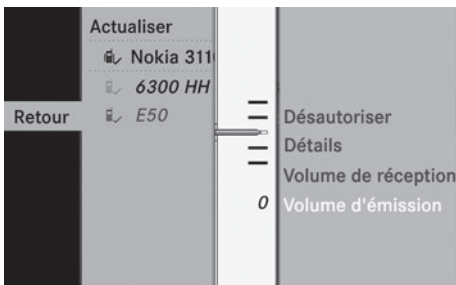 Actualiser
Nokia 311
6300 HH
E50
Retour
Désautoriser
Détails
Volume de réception
0 Volume d'émission